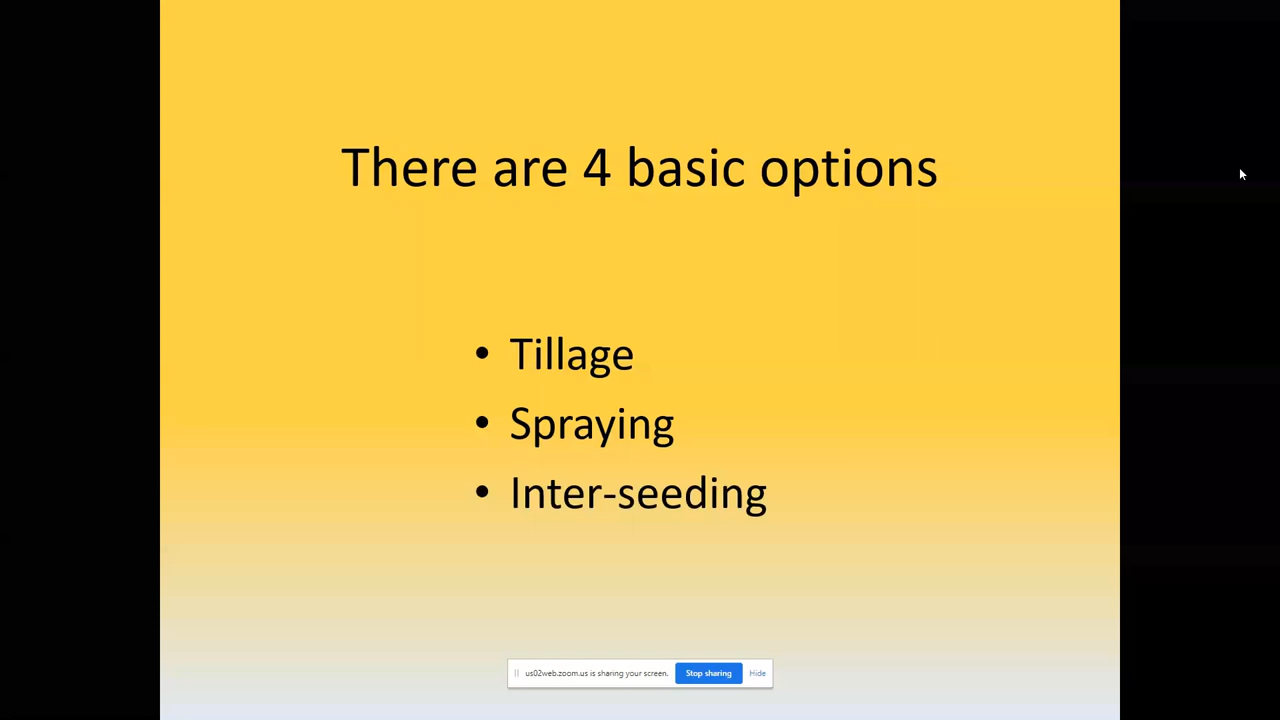 There are 4 basic options
• Tillage
• Spraying
• Inter-seeding
us02web.zoom.us is sharing your screen. Stop sharing Hide